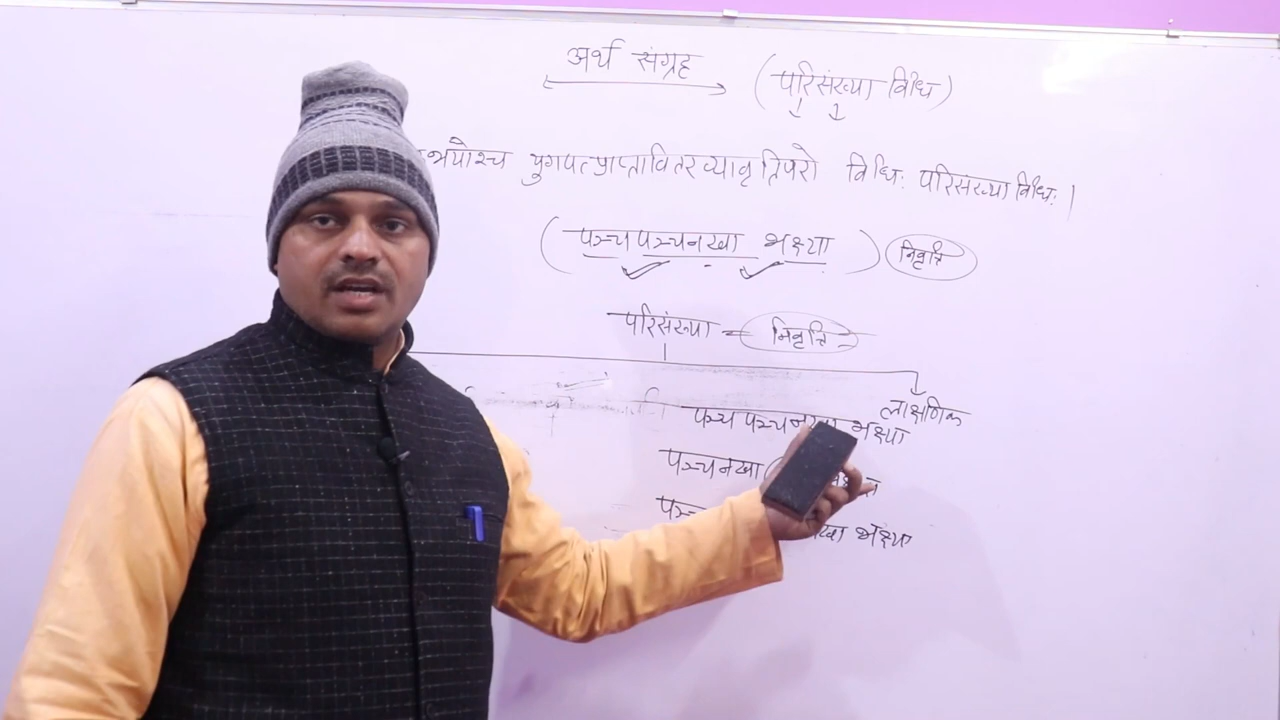 अर्थ संग्रह (परिसंख्या विधि)
भयोश्च युगपत्प्राप्तावितरव्यावृत्तिपरो विधिः परिसंख्याविधिः।
(पञ्च पञ्चनखा भक्ष्या) निवृत्ति
परिसंख्या = निवृत्ति =
लाक्षणिक
पञ्च पञ्चनखा भक्ष्या
पञ्चनखा
भक्ष्या